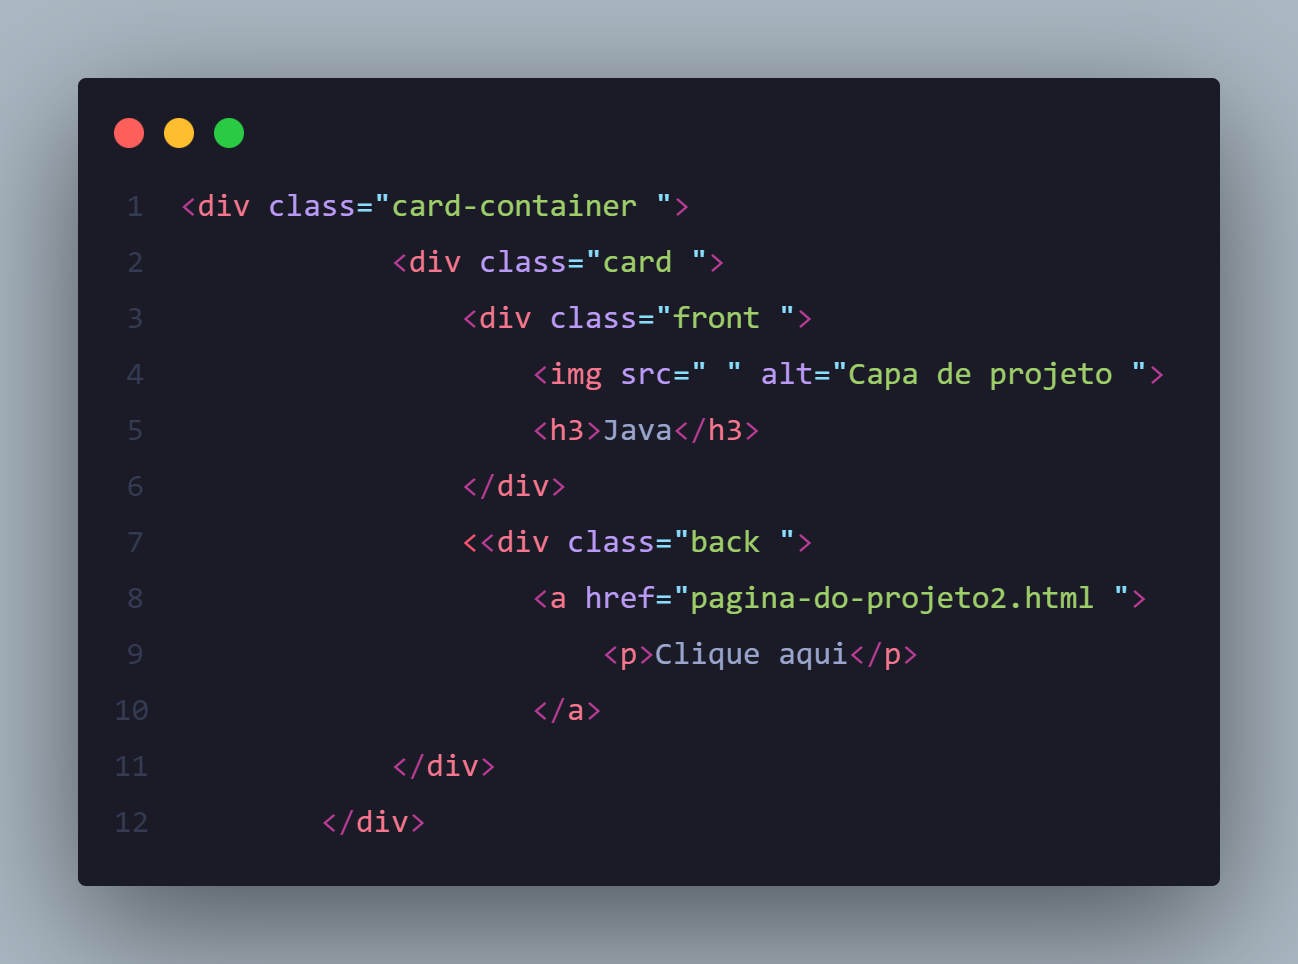 1 <div class="card-container ">
2 <div class="card ">
3 <div class="front ">
4 <img src=" " alt="Capa de projeto ">
5 <h3>Java</h3>
6 </div>
7 <<div class="back ">
8 <a href="pagina-do-projeto2.html ">
9 <p>Clique aqui</p>
10 </a>
11 </div>
12 </div>